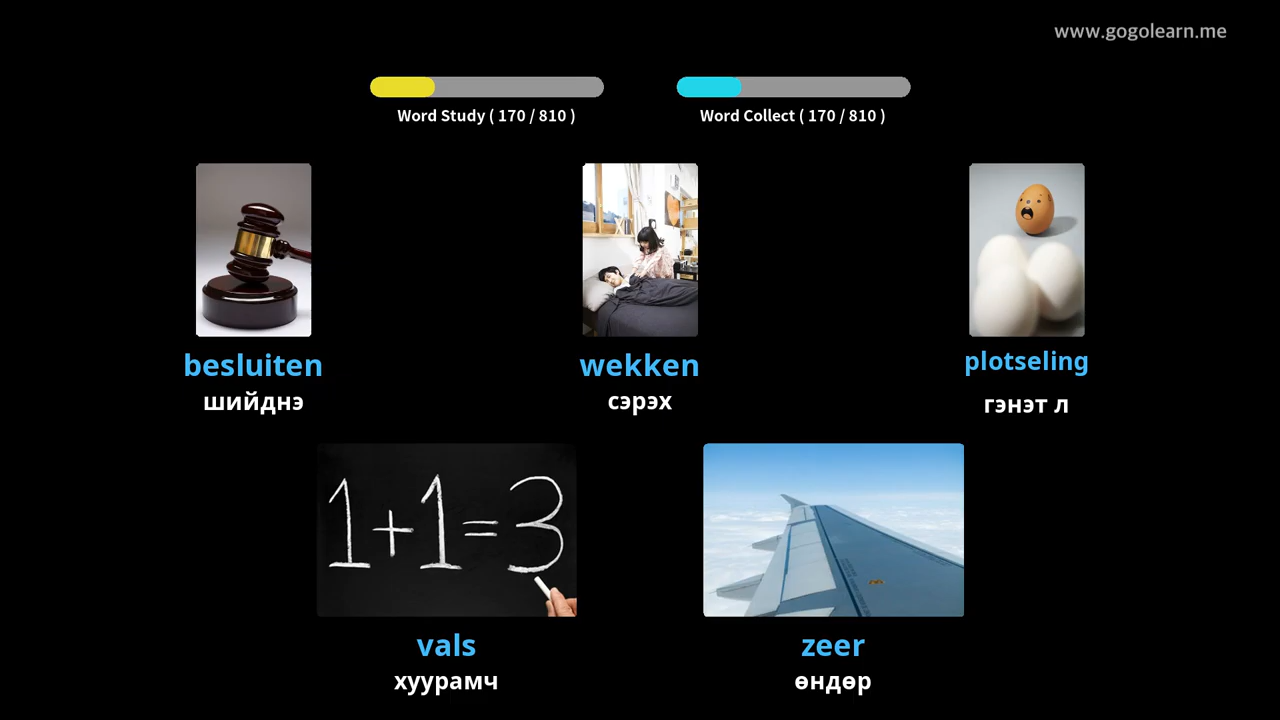 www.gogolearn.me
Word Study ( 170 / 810 )
Word Collect ( 170 / 810 )
besluiten
шийднэ
wekken
сэрэх
plotseling
гэнэт л
1+1=3
vals
хуурамч
zeer
өндөр